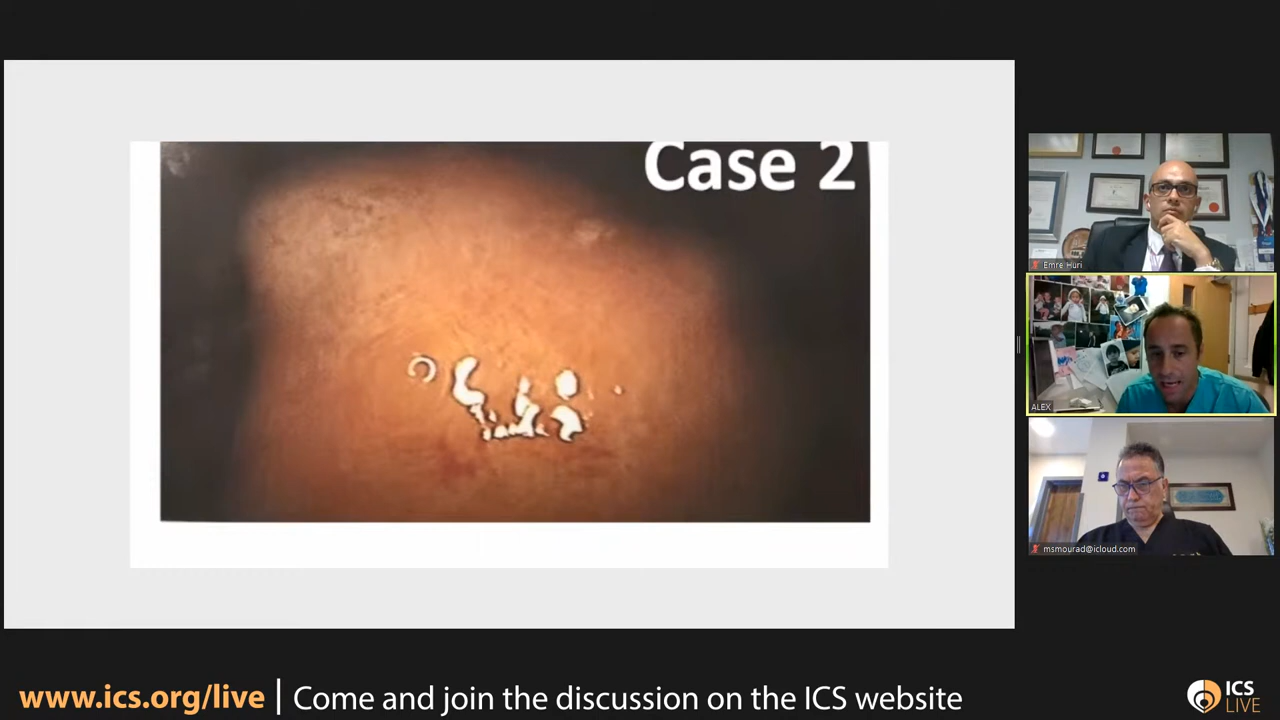 Case 2
Emre Huri
ALEX
msmourad@icloud.com
www.ics.org/live | Come and join the discussion on the ICS website
ICS
LIVE